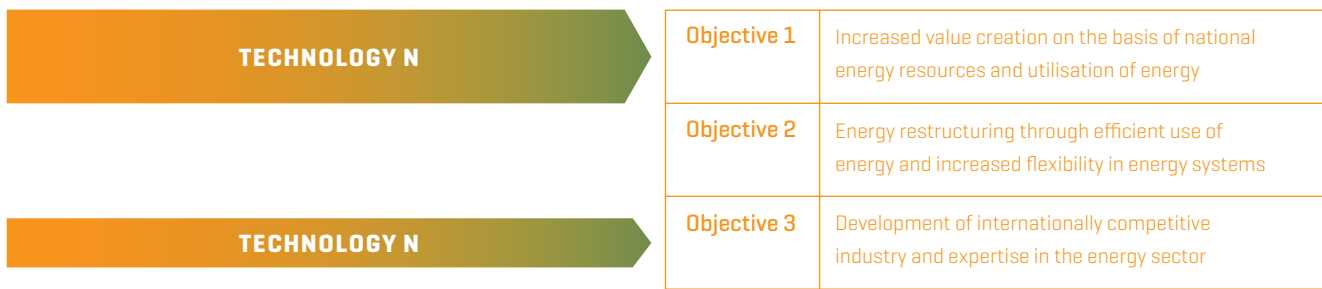 TECHNOLOGY N
Objective 1
Increased value creation on the basis of national
energy resources and utilisation of energy
Objective 2
Energy restructuring through efficient use of
energy and increased flexibility in energy systems
TECHNOLOGY N
Objective 3
Development of internationally competitive
industry and expertise in the energy sector